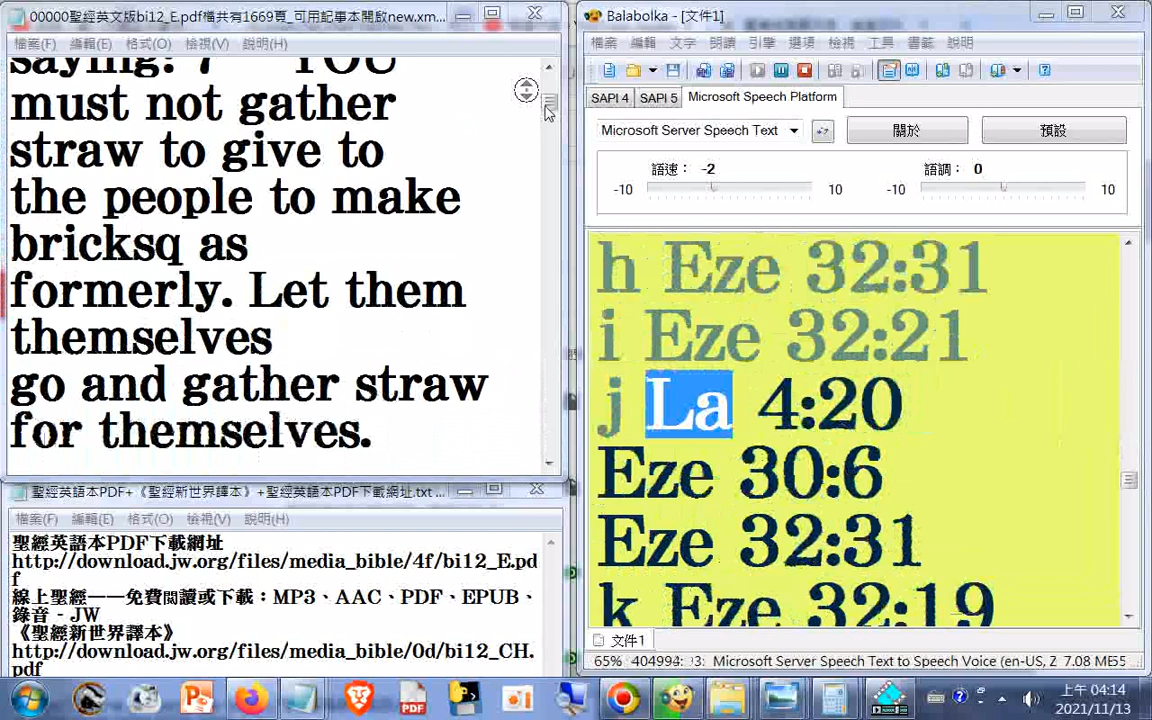 00000聖經英文版bi12_E.pdf檔共有1669頁_可用記事本開啟new.xm...
檔案(F) 編輯(E) 格式(O) 檢視(V) 說明(H)
saying: 7 YOU
must not gather
straw to give to
the people to make
bricksq as
formerly. Let them
themselves
go and gather straw
for themselves.
聖經英語本PDF+《聖經新世界譯本》+聖經英語本PDF下載網址.txt ...
檔案(F) 編輯(E) 格式(O) 檢視(V) 說明(H)
聖經英語本PDF下載網址
http://download.jw.org/files/media_bible/4f/bi12_E.pd
f
線上聖經——免費閱讀或下載：MP3、AAC、PDF、EPUB、
錄音 - JW
《聖經新世界譯本》
http://download.jw.org/files/media_bible/0d/bi12_CH.
pdf
Balabolka - [文件1]
檔案 編輯 文字 朗讀 引擎 選項 檢視 工具 書籤 說明
SAPI 4 SAPI 5 Microsoft Speech Platform
Microsoft Server Speech Text 關於 預設
語速： -2 語調： 0
-10 10 -10 10
h Eze 32:31
i Eze 32:21
j La 4:20
Eze 30:6
Eze 32:31
k Eze 32:19
文件1
65% Microsoft Server Speech Text to Speech Voice (en-US, Z 7.08 MB
上午 04:14
2021/11/13